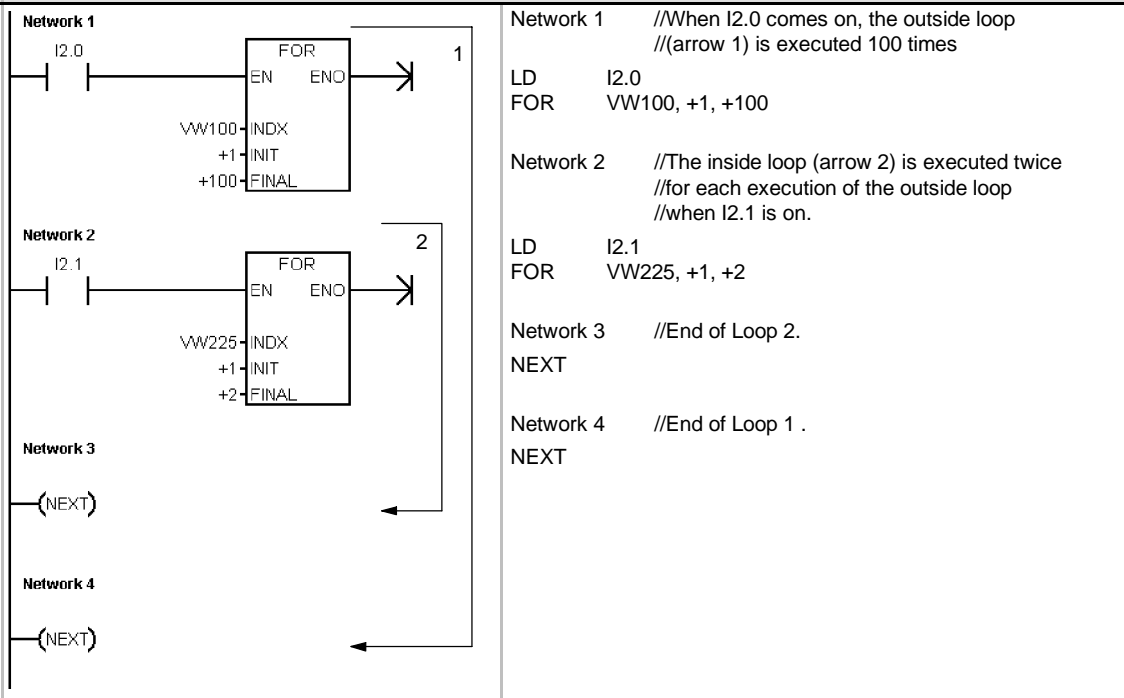 Network 1
I2.0
FOR
1
EN ENO
VW100 INDX
+1 INIT
+100 FINAL
Network 2
2
I2.1
FOR
EN ENO
VW225 INDX
+1 INIT
+2 FINAL
Network 3
(NEXT)
Network 4
(NEXT)
Network 1 //When I2.0 comes on, the outside loop
//(arrow 1) is executed 100 times
LD I2.0
FOR VW100, +1, +100
Network 2 //The inside loop (arrow 2) is executed twice
//for each execution of the outside loop
//when I2.1 is on.
LD I2.1
FOR VW225, +1, +2
Network 3 //End of Loop 2.
NEXT
Network 4 //End of Loop 1 .
NEXT